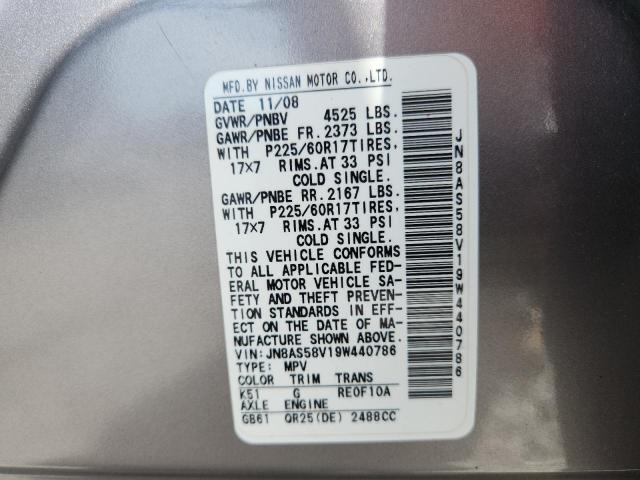 MFD.BY NISSAN MOTOR CO.,LTD.
DATE 11/08
GVWR/PNBV 4525 LBS.
GAWR/PNBE FR.2373 LBS.
WITH P225/60R17TIRES,
17×7 RIMS.AT 33 PSI
COLD SINGLE.
GAWR/PNBE RR.2167 LBS.
WITH P225/60R17TIRES,
17×7 RIMS.AT 33 PSI
COLD SINGLE.
THIS VEHICLE CONFORMS
TO ALL APPLICABLE FED-
ERAL MOTOR VEHICLE SA-
FETY AND THEFT PREVEN-
TION STANDARDS IN EFF-
ECT ON THE DATE OF MA-
NUFACTURE SHOWN ABOVE.
VIN:JN8AS58V19W440786
TYPE: MPV
COLOR TRIM TRANS
K51 G RE0F10A
AXLE ENGINE
GB61 QR25(DE) 2488CC
JN8AS58V19W440786